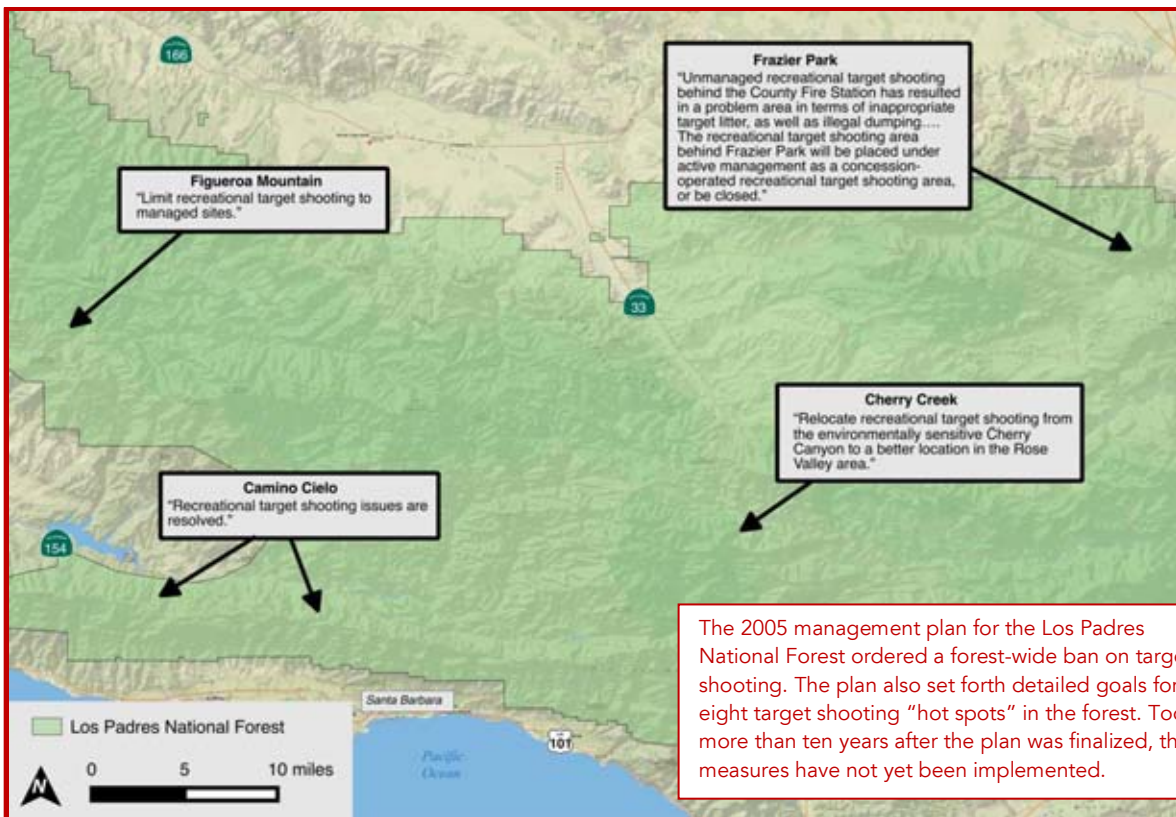 166
Frazier Park
"Unmanaged recreational target shooting
behind the County Fire Station has resulted
in a problem area in terms of inappropriate
target litter, as well as illegal dumping....
The recreational target shooting area
behind Frazier Park will be placed under
active management as a concession-
operated recreational target shooting area,
or be closed."
Figueroa Mountain
"Limit recreational target shooting to
managed sites."
33
Cherry Creek
"Relocate recreational target shooting from
the environmentally sensitive Cherry
Canyon to a better location in the Rose
Valley area."
Camino Cielo
"Recreational target shooting issues are
resolved."
154
The 2005 management plan for the Los Padres
National Forest ordered a forest-wide ban on
shooting. The plan also set forth detailed goals for
eight target shooting "hot spots" in the forest.
more than ten years after the plan was finalized,
measures have not yet been implemented.
Santa Barbara
101
Pacific
Ocean
Los Padres National Forest
0 5 10 miles
N